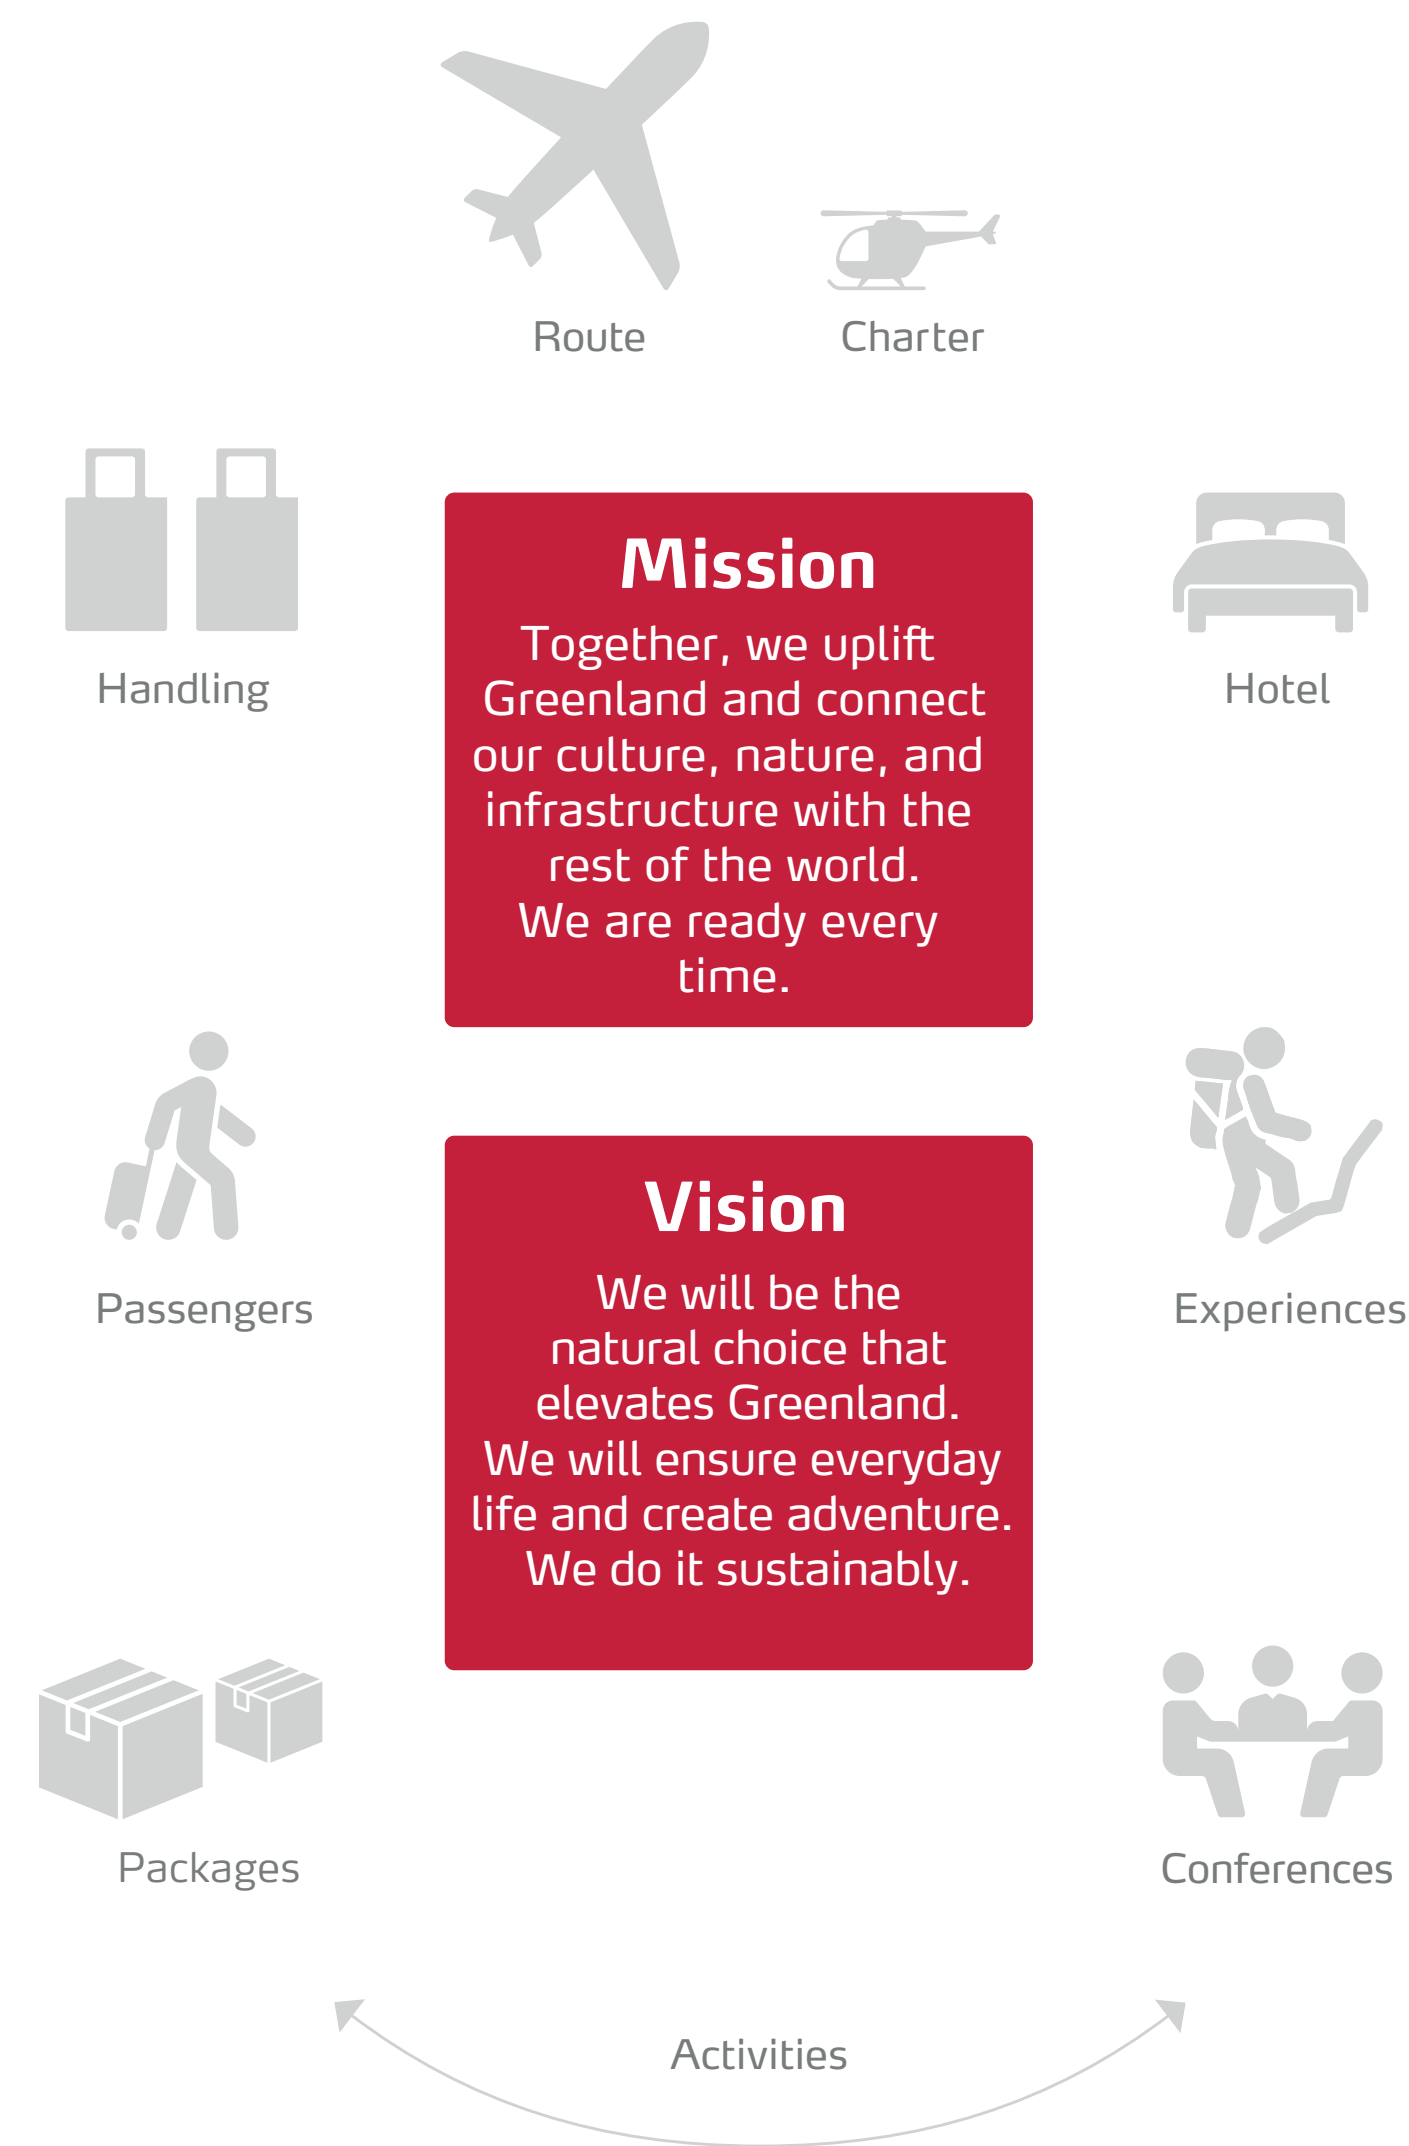 Route
Charter
Handling
Mission
Together, we uplift
Greenland and connect
our culture, nature, and
infrastructure with the
rest of the world.
We are ready every
time.
Hotel
Passengers
Vision
We will be the
natural choice that
elevates Greenland.
We will ensure everyday
life and create adventure.
We do it sustainably.
Experiences
Packages
Conferences
Activities